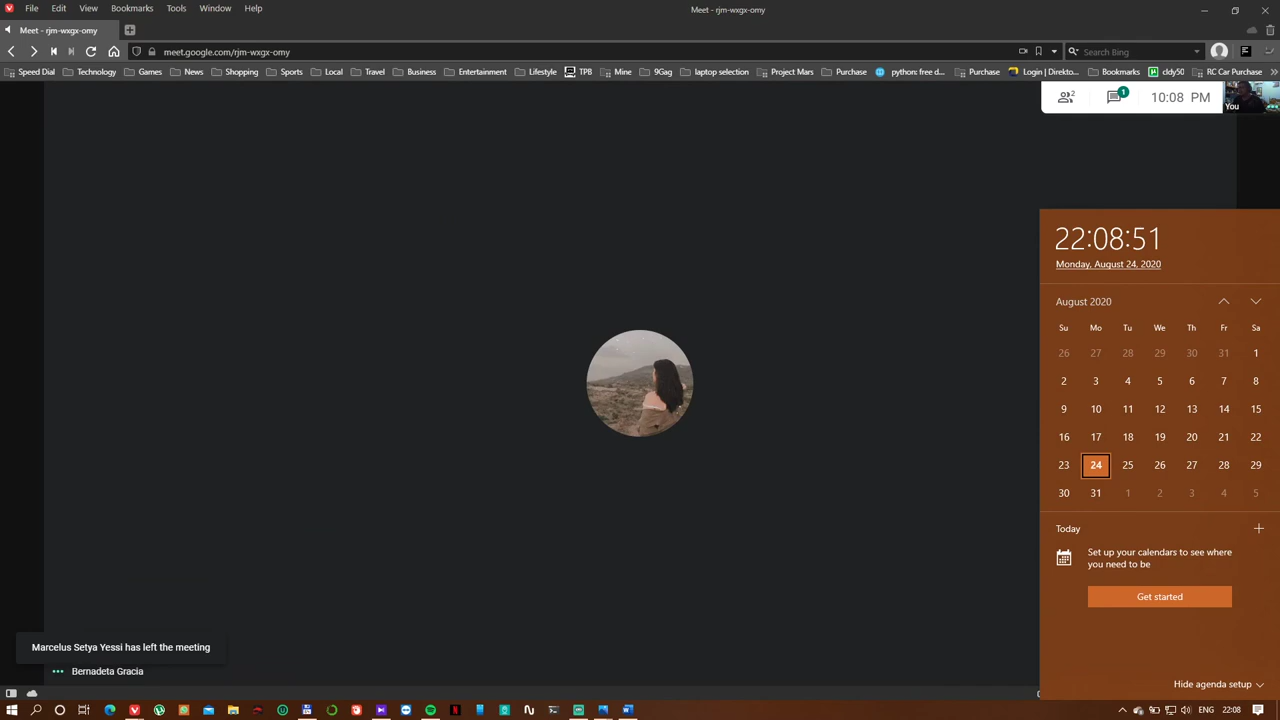 File Edit View Bookmarks Tools Window Help
Meet - rjm-wxgx-omy
Meet - rjm-wxgx-omy
meet.google.com/rjm-wxgx-omy
Search Bing
Speed Dial Technology Games News Shopping Sports Local Travel Business Entertainment Lifestyle TPB Mine 9Gag laptop selection Project Mars Purchase python: free d... Purchase Login | Direkto... Bookmarks cldy50 RC Car Purchase
2 1 10:08 PM
You
22:08:51
Monday, August 24, 2020
August 2020
Su Mo Tu We Th Fr Sa
26 27 28 29 30 31 1
2 3 4 5 6 7 8
9 10 11 12 13 14 15
16 17 18 19 20 21 22
23 24 25 26 27 28 29
30 31 1 2 3 4 5
Today
Set up your calendars to see where
you need to be
Get started
Marcelus Setya Yessi has left the meeting
Bernadeta Gracia
Hide agenda setup
22:08